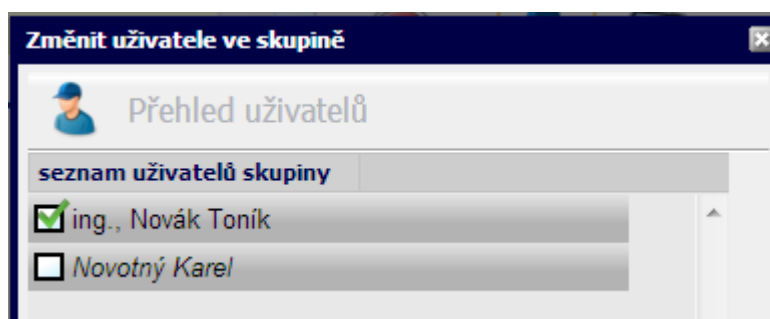 Změnit uživatele ve skupině
Přehled uživatelů
seznam uživatelů skupiny
ing., Novák Toník
Novotný Karel